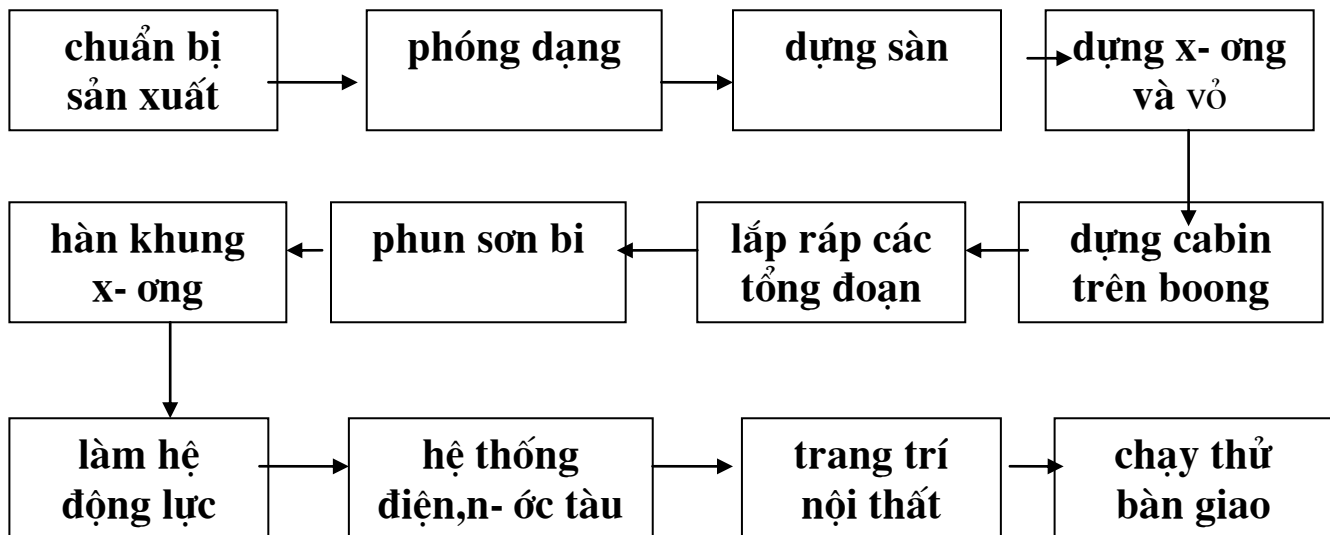 chuẩn bị
sản xuất
phóng dạng
dựng sàn
dựng x- ơng
và vỏ
hàn khung
x- ơng
phun sơn bi
lắp ráp các
tổng đoạn
dựng cabin
trên boong
làm hệ
động lực
hệ thống
điện,n- ớc tàu
trang trí
nội thất
chạy thử
bàn giao